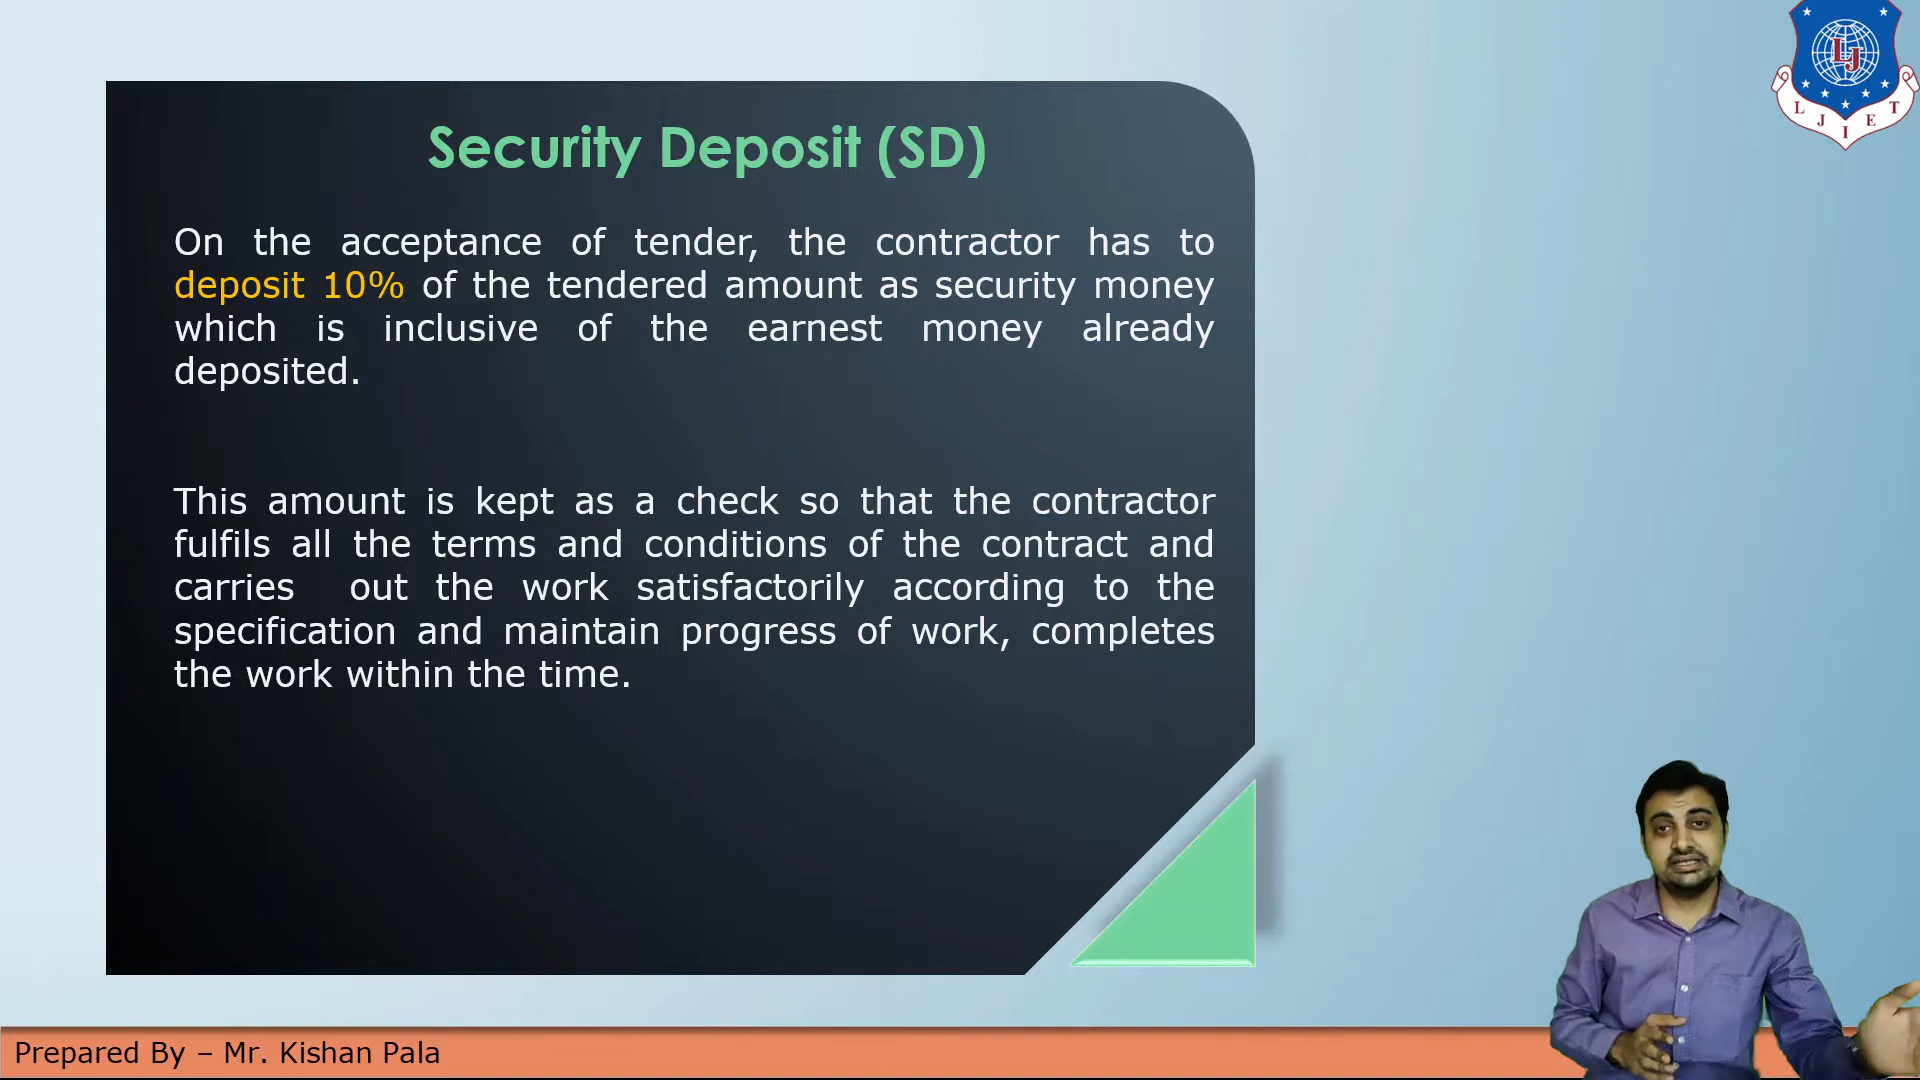 Security Deposit (SD)
On the acceptance of tender, the contractor has to
deposit 10% of the tendered amount as security money
which is inclusive of the earnest money already
deposited.
This amount is kept as a check so that the contractor
fulfils all the terms and conditions of the contract and
carries out the work satisfactorily according to the
specification and maintain progress of work, completes
the work within the time.
LJ
L J I E T
Prepared By – Mr. Kishan Pala